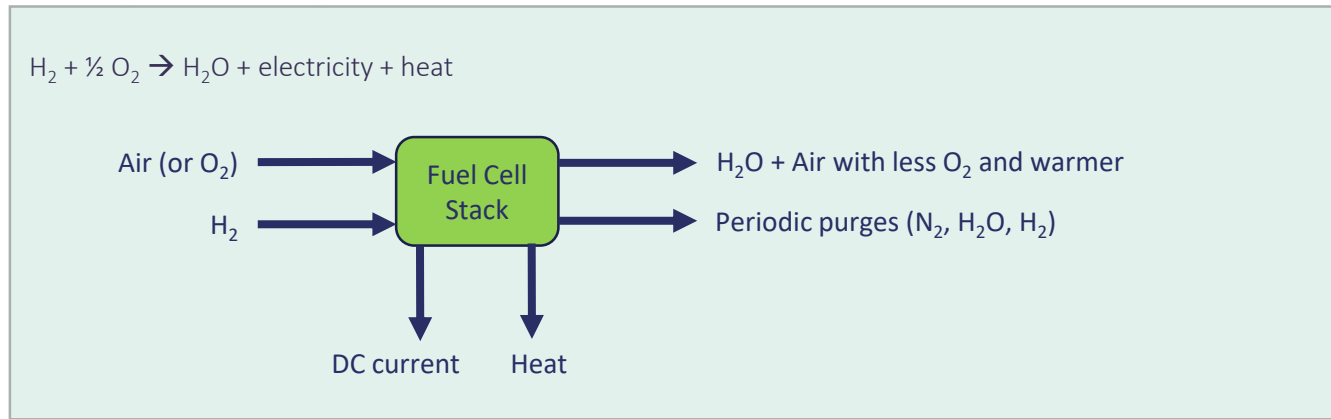 H₂ + ½ O₂ → H₂O + electricity + heat
Air (or O₂)
Fuel Cell
Stack
H₂O + Air with less O₂ and warmer
H₂
Periodic purges (N₂, H₂O, H₂)
DC current
Heat